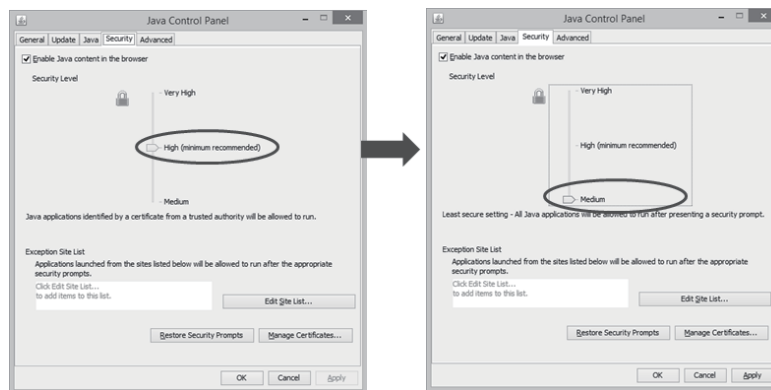 Java Control Panel
General Update Java Security Advanced
Enable Java content in the browser
Security Level
Very High
High (minimum recommended)
Medium
Java applications identified by a certificate from a trusted authority will be allowed to run.
Exception Site List
Applications launched from the sites listed below will be allowed to run after the appropriate
security prompts.
Click Edit Site List...
to add items to this list.
Edit Site List...
Restore Security Prompts Manage Certificates...
OK Cancel Apply
Java Control Panel
General Update Java Security Advanced
Enable Java content in the browser
Security Level
Very High
High (minimum recommended)
Medium
Least secure setting - All Java applications will be allowed to run after presenting a security prompt.
Exception Site List
Applications launched from the sites listed below will be allowed to run after the appropriate
security prompts.
Click Edit Site List...
to add items to this list.
Edit Site List...
Restore Security Prompts Manage Certificates...
OK Cancel Apply